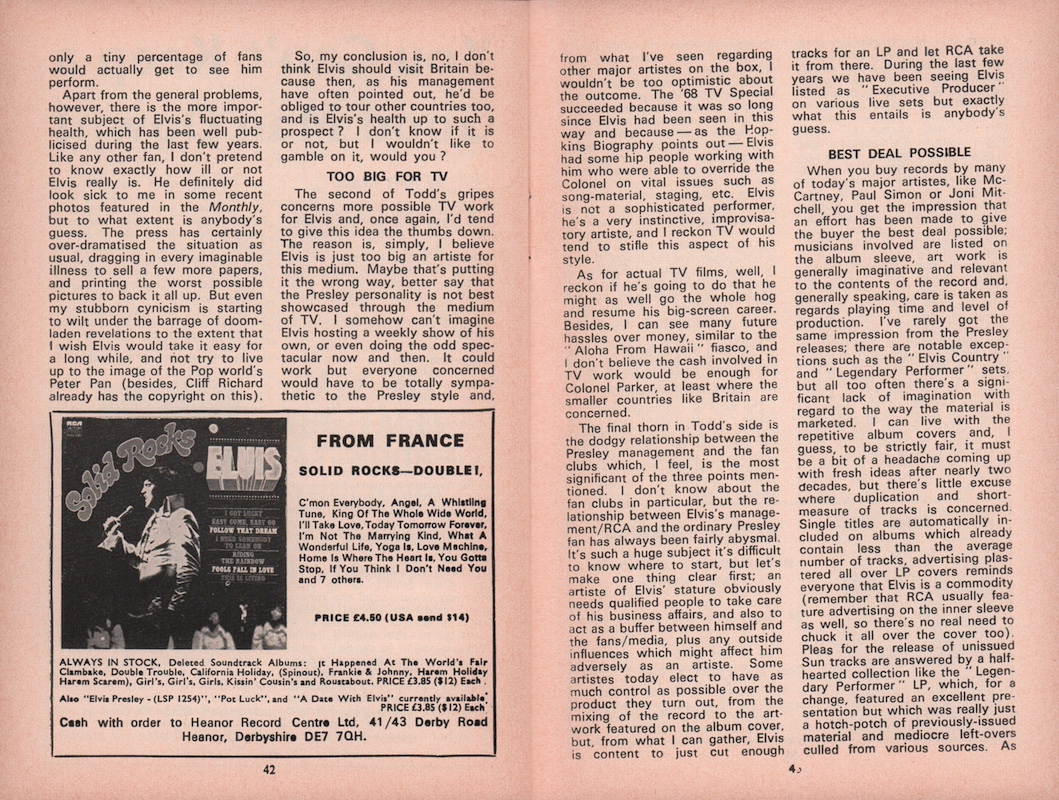 only a tiny percentage of fans
would actually get to see him
perform.
Apart from the general problems,
however, there is the more impor-
tant subject of Elvis's fluctuating
health, which has been well pub-
licised during the last few years.
Like any other fan, I don't pretend
to know exactly how ill or not
Elvis really is. He definitely did
look sick to me in some recent
photos featured in the Monthly,
but to what extent is anybody's
guess. The press has certainly
over-dramatised the situation as
usual, dragging in every imaginable
illness to sell a few more papers,
and printing the worst possible
pictures to back it all up. But even
my stubborn cynicism is starting
to wilt under the barrage of doom-
laden revelations to the extent that
I wish Elvis would take it easy for
a long while, and not try to live
up to the image of the Pop world's
Peter Pan (besides, Cliff Richard
already has the copyright on this).
So, my conclusion is, no, I don't
think Elvis should visit Britain be-
cause then, as his management
have often pointed out, he'd be
obliged to tour other countries too,
and is Elvis's health up to such a
prospect? I don't know if it is
or not, but I wouldn't like to
gamble on it, would you?
TOO BIG FOR TV
The second of Todd's gripes
concerns more possible TV work
for Elvis and, once again, I'd tend
to give this idea the thumbs down.
The reason is, simply, I believe
Elvis is just too big an artiste for
this medium. Maybe that's putting
it the wrong way, better say that
the Presley personality is not best
showcased through the medium
of TV. I somehow can't imagine
Elvis hosting a weekly show of his
own, or even doing the odd spec-
tacular now and then. It could
work but everyone concerned
would have to be totally sympa-
thetic to the Presley style and,
RCA
Solid Rocks
ELVIS
I GOT LUCKY
EASY COME, EASY GO
FOLLOW THAT DREAM
I NEED SOMEBODY
TO LEAN ON
RIDING
THE RAINBOW
FOOLS FALL IN LOVE
THIS IS LIVING
FROM FRANCE
SOLID ROCKS—DOUBLE 1,
C'mon Everybody, Angel, A Whistling
Tune, King Of The Whole Wide World,
I'll Take Love, Today Tomorrow Forever,
I'm Not The Marrying Kind, What A
Wonderful Life, Yoga Is, Love Machine,
Home Is Where The Heart Is, You Gotta
Stop, If You Think I Don't Need You
and 7 others.
PRICE £4.50 (USA send $14)
ALWAYS IN STOCK, Deleted Soundtrack Albums: It Happened At The World's Fair
Clambake, Double Trouble, California Holiday, (Spinout), Frankie & Johnny, Harem Holiday
Harem Scarem), Girl's, Girl's, Girls, Kissin' Cousin's and Roustabout. PRICE £3.85 ($12) Each.
Also "Elvis Presley - (LSP 1254)", "Pot Luck", and "A Date With Elvis" currently available
PRICE £3.85 ($12) Each
Cash with order to Heanor Record Centre Ltd, 41/43 Derby Road
Heanor, Derbyshire DE7 7QH.
42
from what I've seen regarding
other major artistes on the box, I
wouldn't be too optimistic about
the outcome. The '68 TV Special
succeeded because it was so long
since Elvis had been seen in this
way and because — as the Hop-
kins Biography points out — Elvis
had some hip people working with
him who were able to override the
Colonel on vital issues such as
song-material, staging, etc. Elvis
is not a sophisticated performer,
he's a very instinctive, improvisa-
tory artiste, and I reckon TV would
tend to stifle this aspect of his
style.
As for actual TV films, well, I
reckon if he's going to do that he
might as well go the whole hog
and resume his big-screen career.
Besides, I can see many future
hassles over money, similar to the
"Aloha From Hawaii" fiasco, and
I don't believe the cash involved in
TV work would be enough for
Colonel Parker, at least where the
smaller countries like Britain are
concerned.
The final thorn in Todd's side is
the dodgy relationship between the
Presley management and the fan
clubs which, I feel, is the most
significant of the three points men-
tioned. I don't know about the
fan clubs in particular, but the re-
lationship between Elvis's manage-
ment/RCA and the ordinary Presley
fan has always been fairly abysmal.
It's such a huge subject it's difficult
to know where to start, but let's
make one thing clear first; an
artiste of Elvis' stature obviously
needs qualified people to take care
of his business affairs, and also to
act as a buffer between himself and
the fans/media, plus any outside
influences which might affect him
adversely as an artiste. Some
artistes today elect to have as
much control as possible over the
product they turn out, from the
mixing of the record to the art-
work featured on the album cover,
but, from what I can gather, Elvis
is content to just cut enough
tracks for an LP and let RCA take
it from there. During the last few
years we have been seeing Elvis
listed as "Executive Producer"
on various live sets but exactly
what this entails is anybody's
guess.
BEST DEAL POSSIBLE
When you buy records by many
of today's major artistes, like Mc-
Cartney, Paul Simon or Joni Mit-
chell, you get the impression that
an effort has been made to give
the buyer the best deal possible;
musicians involved are listed on
the album sleeve, art work is
generally imaginative and relevant
to the contents of the record and,
generally speaking, care is taken as
regards playing time and level of
production. I've rarely got the
same impression from the Presley
releases; there are notable excep-
tions such as the "Elvis Country"
and "Legendary Performer" sets,
but all too often there's a signi-
ficant lack of imagination with
regard to the way the material is
marketed. I can live with the
repetitive album covers and, I
guess, to be strictly fair, it must
be a bit of a headache coming up
with fresh ideas after nearly two
decades, but there's little excuse
where duplication and short-
measure of tracks is concerned.
Single titles are automatically in-
cluded on albums which already
contain less than the average
number of tracks, advertising plas-
tered all over LP covers reminds
everyone that Elvis is a commodity
(remember that RCA usually fea-
ture advertising on the inner sleeve
as well, so there's no real need to
chuck it all over the cover too).
Pleas for the release of unissued
Sun tracks are answered by a half-
hearted collection like the "Legen-
dary Performer" LP, which, for a
change, featured an excellent pre-
sentation but which was really just
a hotch-potch of previously-issued
material and mediocre left-overs
culled from various sources. As